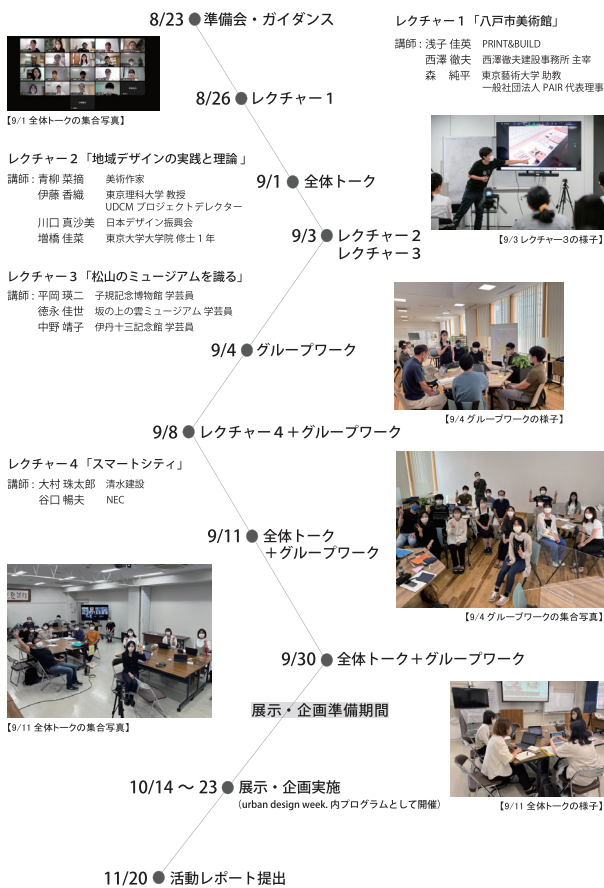 8/23 準備会・ガイダンス
レクチャー1「八戸市美術館」
講師：浅子 佳英　PRINT&BUILD
西澤 徹夫　西澤徹夫建設事務所 主宰
森　純平　東京藝術大学 助教
一般社団法人 PAIR 代表理事
【9/1 全体トークの集合写真】
8/26 レクチャー1
レクチャー2「地域デザインの実践と理論」
講師：青柳 菜摘　美術作家
伊藤 香織　東京理科大学 教授
UDCM プロジェクトデレクター
川口 真沙美　日本デザイン振興会
増橋 佳菜　東京大学大学院 修士1年
9/1 全体トーク
9/3 レクチャー2
レクチャー3
【9/3 レクチャー3の様子】
レクチャー3「松山のミュージアムを識る」
講師：平岡 瑛二　子規記念博物館 学芸員
徳永 佳世　坂の上の雲ミュージアム 学芸員
中野 靖子　伊丹十三記念館 学芸員
9/4 グループワーク
【9/4 グループワークの様子】
9/8 レクチャー4＋グループワーク
レクチャー4「スマートシティ」
講師：大村 珠太郎　清水建設
谷口 暢夫　NEC
9/11 全体トーク
＋グループワーク
【9/4 グループワークの集合写真】
9/30 全体トーク＋グループワーク
展示・企画準備期間
【9/11 全体トークの集合写真】
10/14 〜 23 展示・企画実施
（urban design week. 内プログラムとして開催）
【9/11 全体トークの様子】
11/20 活動レポート提出